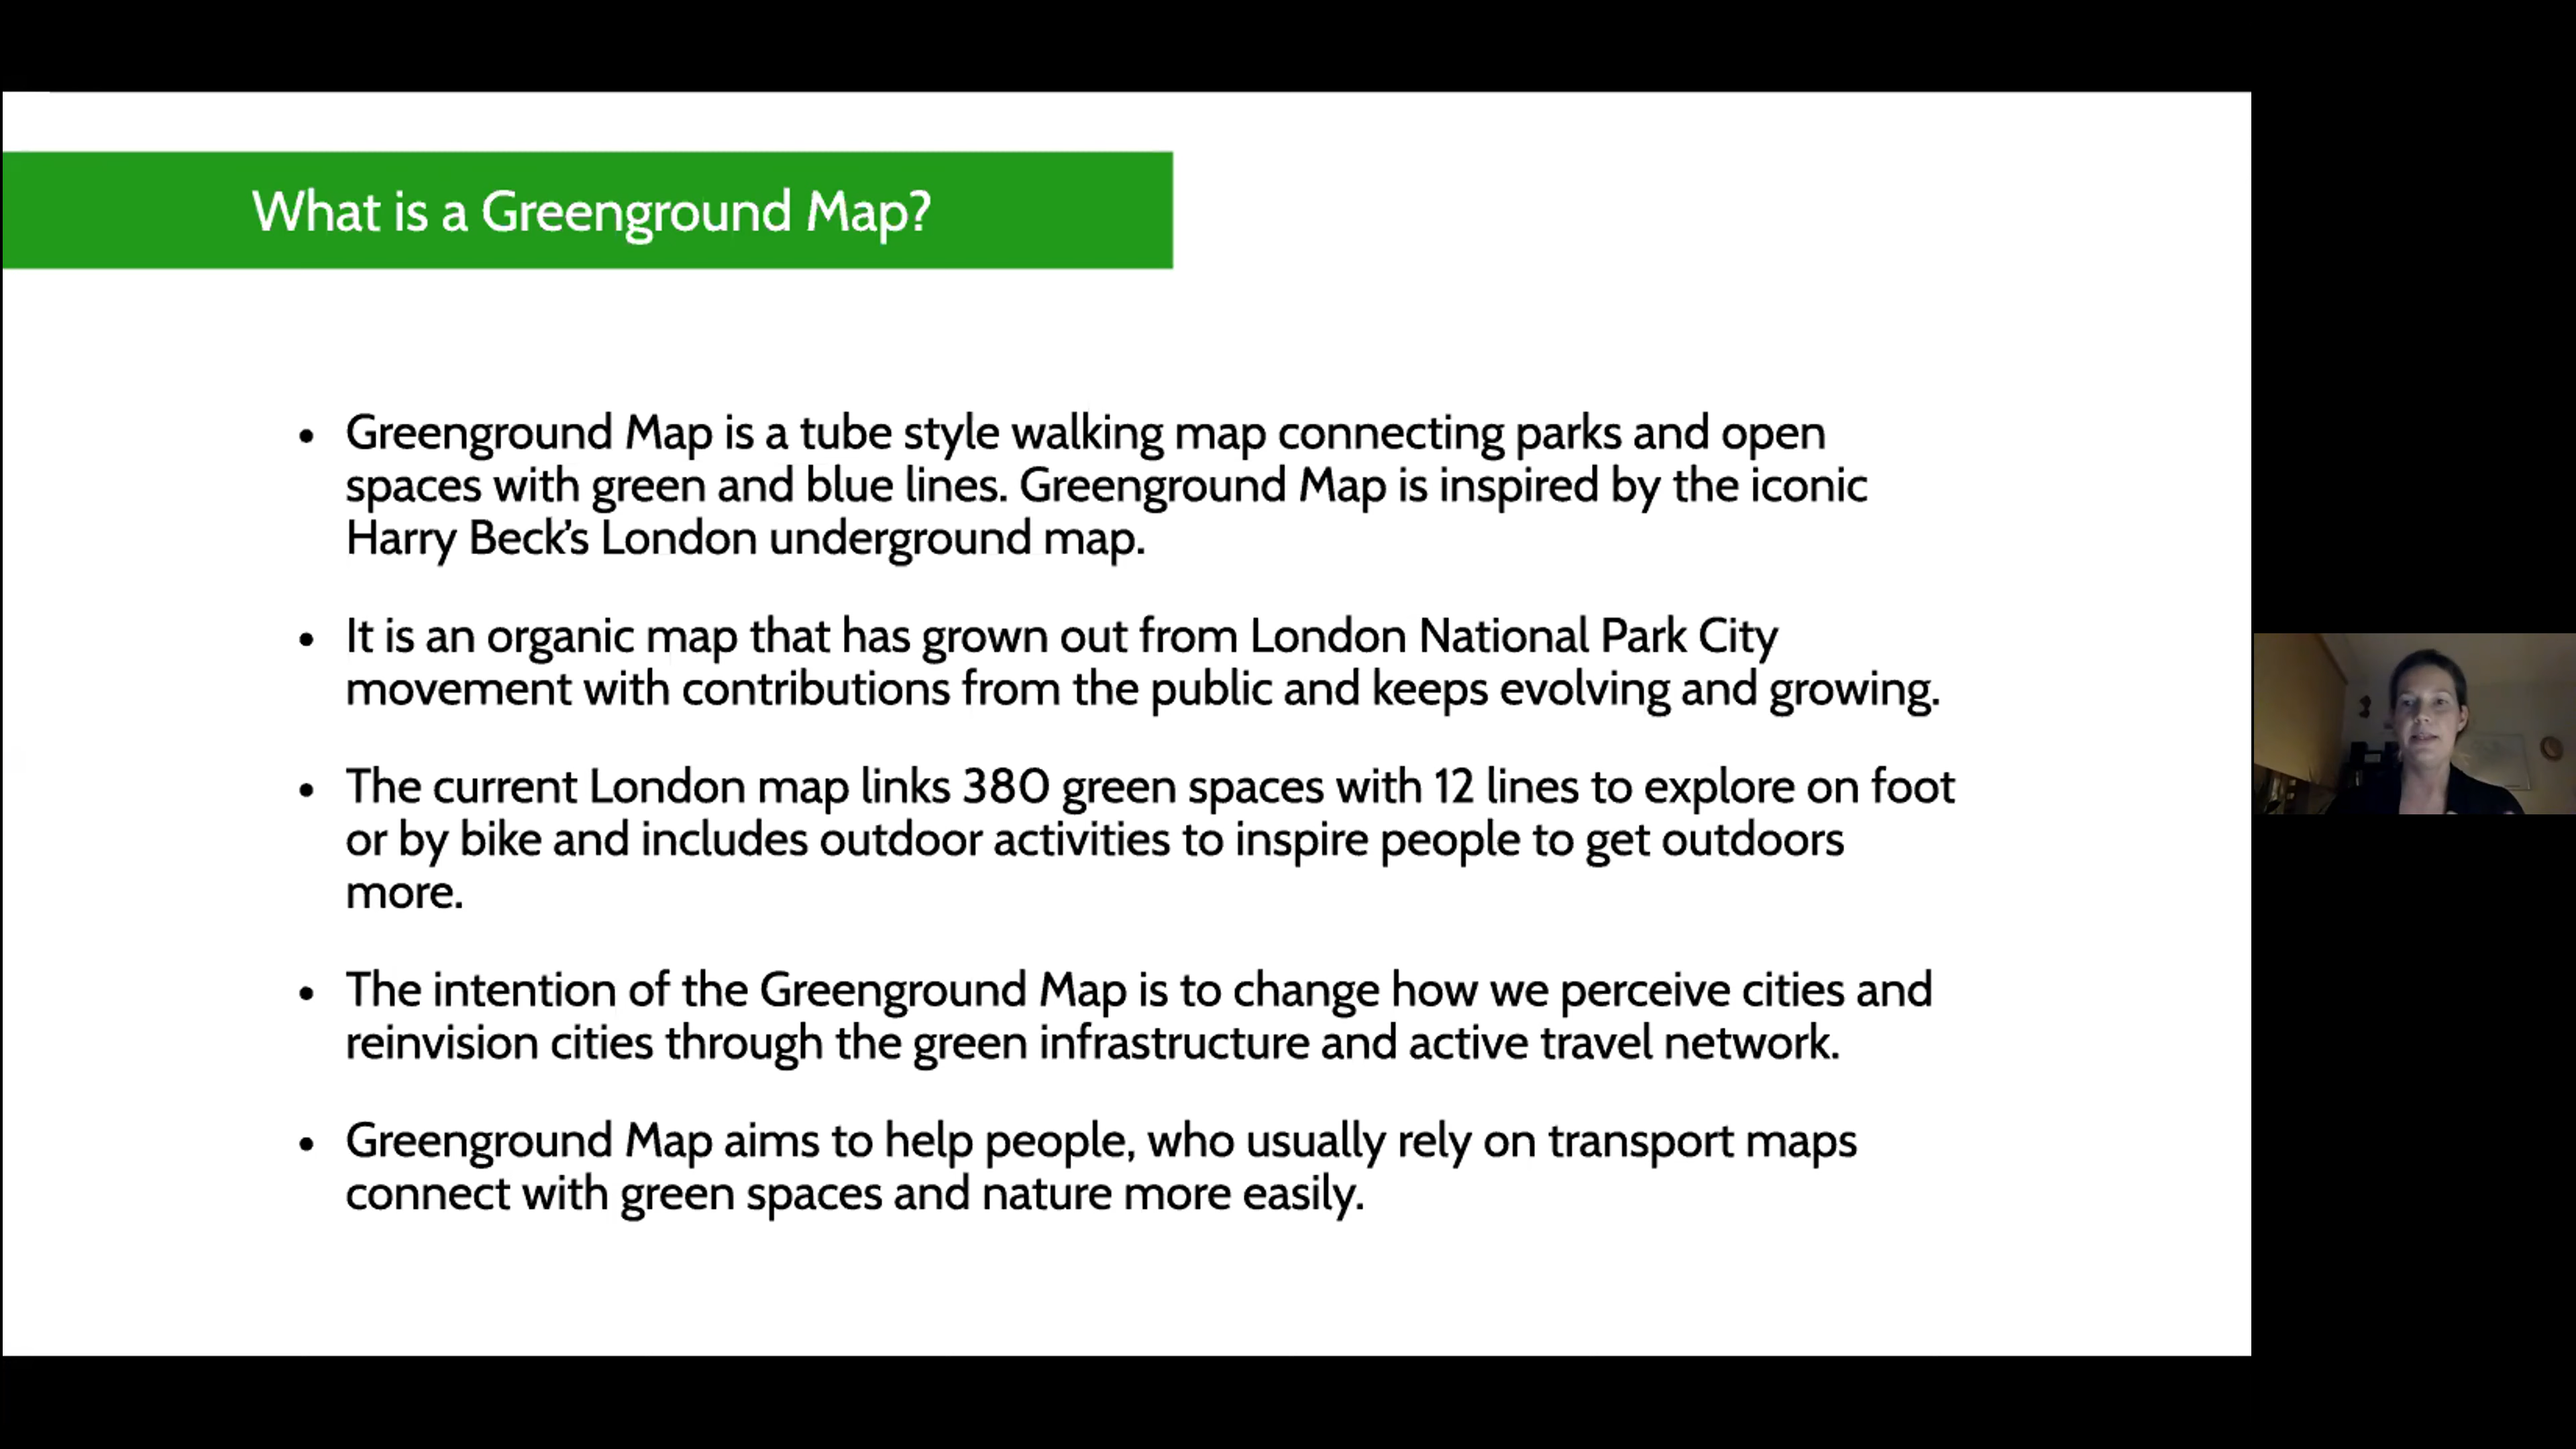 What is a Greenground Map?
• Greenground Map is a tube style walking map connecting parks and open
spaces with green and blue lines. Greenground Map is inspired by the iconic
Harry Beck’s London underground map.
• It is an organic map that has grown out from London National Park City
movement with contributions from the public and keeps evolving and growing.
• The current London map links 380 green spaces with 12 lines to explore on foot
or by bike and includes outdoor activities to inspire people to get outdoors
more.
• The intention of the Greenground Map is to change how we perceive cities and
reinvision cities through the green infrastructure and active travel network.
• Greenground Map aims to help people, who usually rely on transport maps
connect with green spaces and nature more easily.